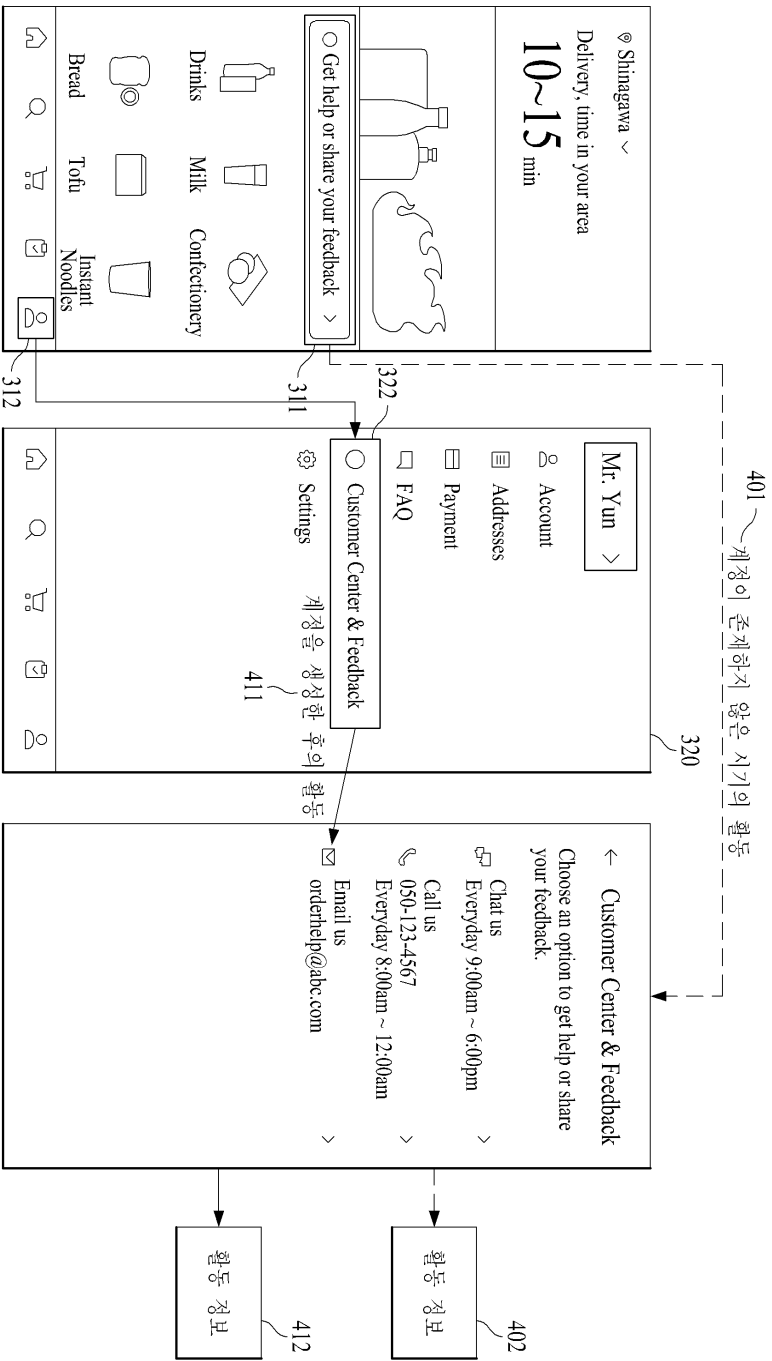 Shinagawa
Delivery, time in your area
10~15 min
Get help or share your feedback
Drinks
Milk
Confectionery
Bread
Tofu
Instant
Noodles
311
312
401
계정이 존재하지 않은 시기의 활동
320
Mr. Yun
Account
Addresses
Payment
FAQ
322
Customer Center & Feedback
Settings
계정을 생성한 후의 활동
411
Customer Center & Feedback
Choose an option to get help or share
your feedback.
Chat us
Everyday 9:00am ~ 6:00pm
Call us
050-123-4567
Everyday 8:00am ~ 12:00am
Email us
orderhelp@abc.com
활동 정보
402
활동 정보
412